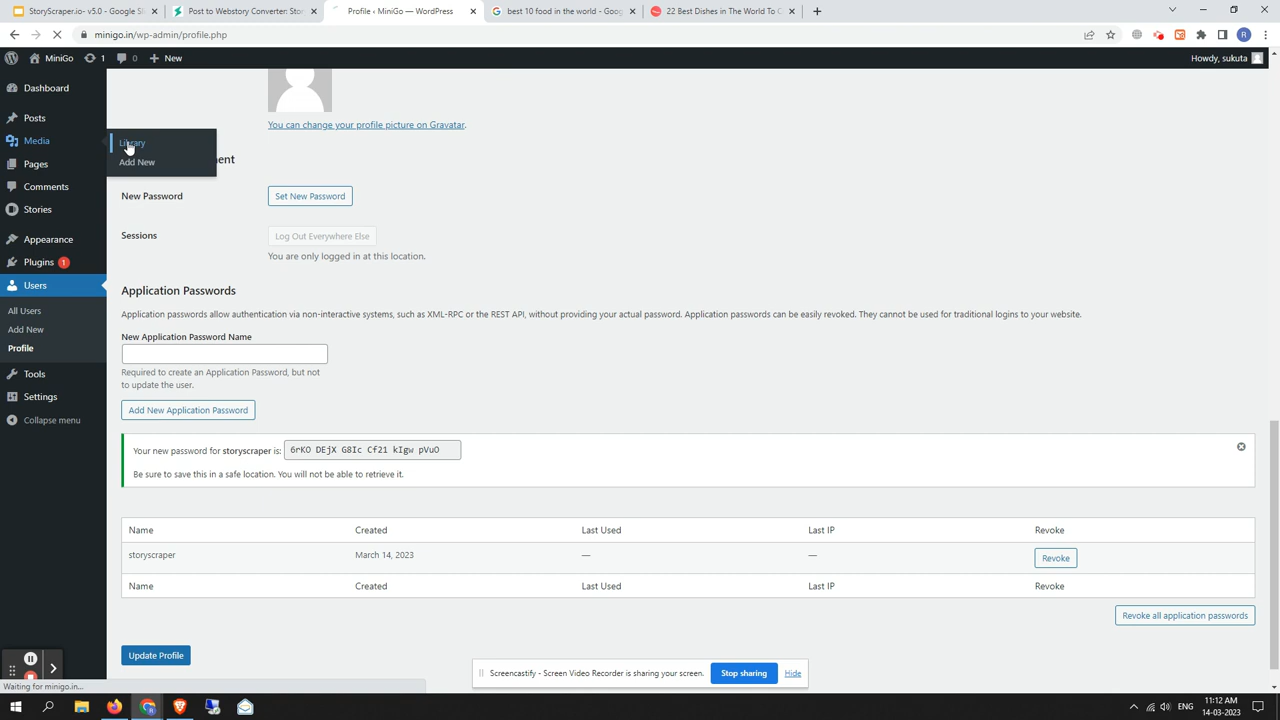 StoryScraper.io- v5.0 - Google Sl
Post to Webstory Converter: Stor
Profile ‹ MiniGo — WordPress
best 10 food in the world - Goog
22 Best Dishes in The World To C
minigo.in/wp-admin/profile.php
R
MiniGo
1
0
New
Howdy, sukuta
Dashboard
Posts
Media
Pages
Comments
Stories
Appearance
Plugins 1
Users
All Users
Add New
Profile
Tools
Settings
Collapse menu
Library
Add New
You can change your profile picture on Gravatar.
ent
New Password
Set New Password
Sessions
Log Out Everywhere Else
You are only logged in at this location.
Application Passwords
Application passwords allow authentication via non-interactive systems, such as XML-RPC or the REST API, without providing your actual password. Application passwords can be easily revoked. They cannot be used for traditional logins to your website.
New Application Password Name
Required to create an Application Password, but not
to update the user.
Add New Application Password
Your new password for storyscraper is: 6rKO DEjX G8Ic Cf21 kIgw pVuO
Be sure to save this in a safe location. You will not be able to retrieve it.
Name Created Last Used Last IP Revoke
storyscraper March 14, 2023 — — Revoke
Name Created Last Used Last IP Revoke
Revoke all application passwords
Update Profile
Screencastify - Screen Video Recorder is sharing your screen.
Stop sharing
Hide
Waiting for minigo.in...
ENG
11:12 AM
14-03-2023